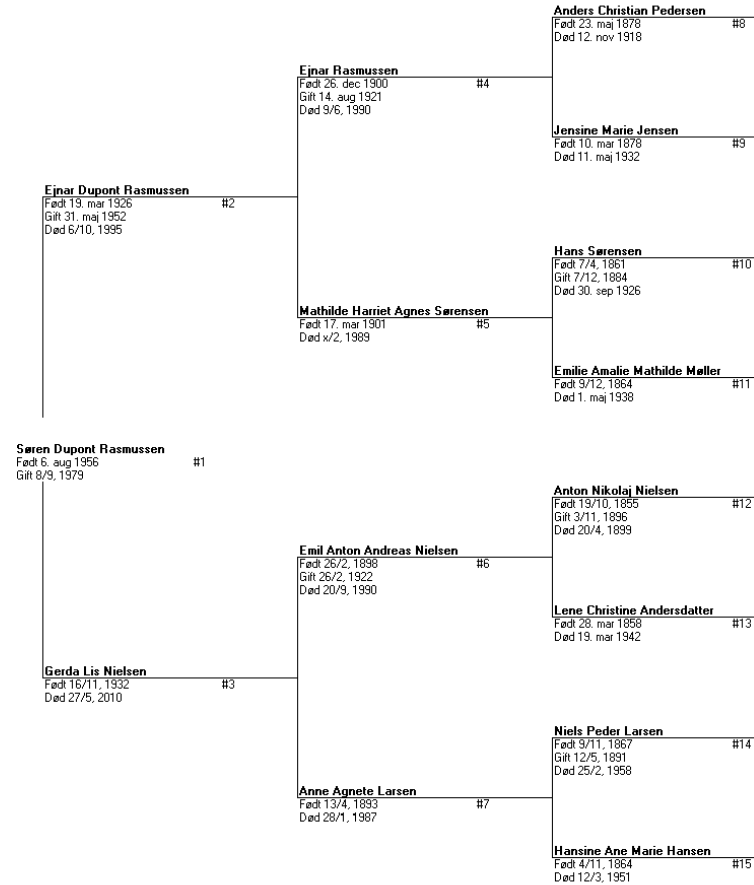 Anders Christian Pedersen
Født 23. maj 1878 #8
Død 12. nov 1918
Ejnar Rasmussen
Født 26. dec 1900 #4
Gift 14. aug 1921
Død 9/6, 1990
Jensine Marie Jensen
Født 10. mar 1878 #9
Død 11. maj 1932
Ejnar Dupont Rasmussen
Født 19. mar 1926 #2
Gift 31. maj 1952
Død 6/10, 1995
Hans Sørensen
Født 7/4, 1861 #10
Gift 7/12, 1884
Død 30. sep 1926
Mathilde Harriet Agnes Sørensen
Født 17. mar 1901 #5
Død x/2, 1989
Emilie Amalie Mathilde Møller
Født 9/12, 1864 #11
Død 1. maj 1938
Søren Dupont Rasmussen
Født 6. aug 1956 #1
Gift 8/9, 1979
Anton Nikolaj Nielsen
Født 19/10, 1855 #12
Gift 3/11, 1896
Død 20/4, 1899
Emil Anton Andreas Nielsen
Født 26/2, 1898 #6
Gift 26/2, 1922
Død 20/9, 1990
Lene Christine Andersdatter
Født 28. mar 1858 #13
Død 19. mar 1942
Gerda Lis Nielsen
Født 16/11, 1932 #3
Død 27/5, 2010
Niels Peder Larsen
Født 9/11, 1867 #14
Gift 12/5, 1891
Død 25/2, 1958
Anne Agnete Larsen
Født 13/4, 1893 #7
Død 28/1, 1987
Hansine Ane Marie Hansen
Født 4/11, 1864 #15
Død 12/3, 1951